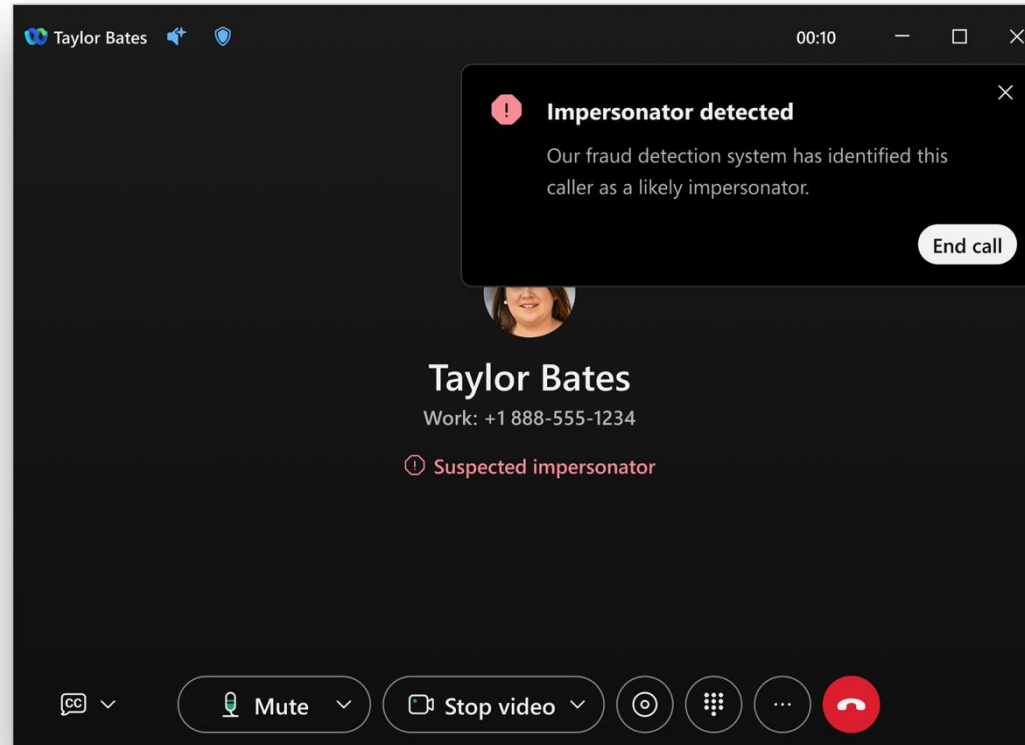 Taylor Bates
00:10
Impersonator detected
Our fraud detection system has identified this
caller as a likely impersonator.
End call
Taylor Bates
Work: +1 888-555-1234
Suspected impersonator
CC
Mute
Stop video